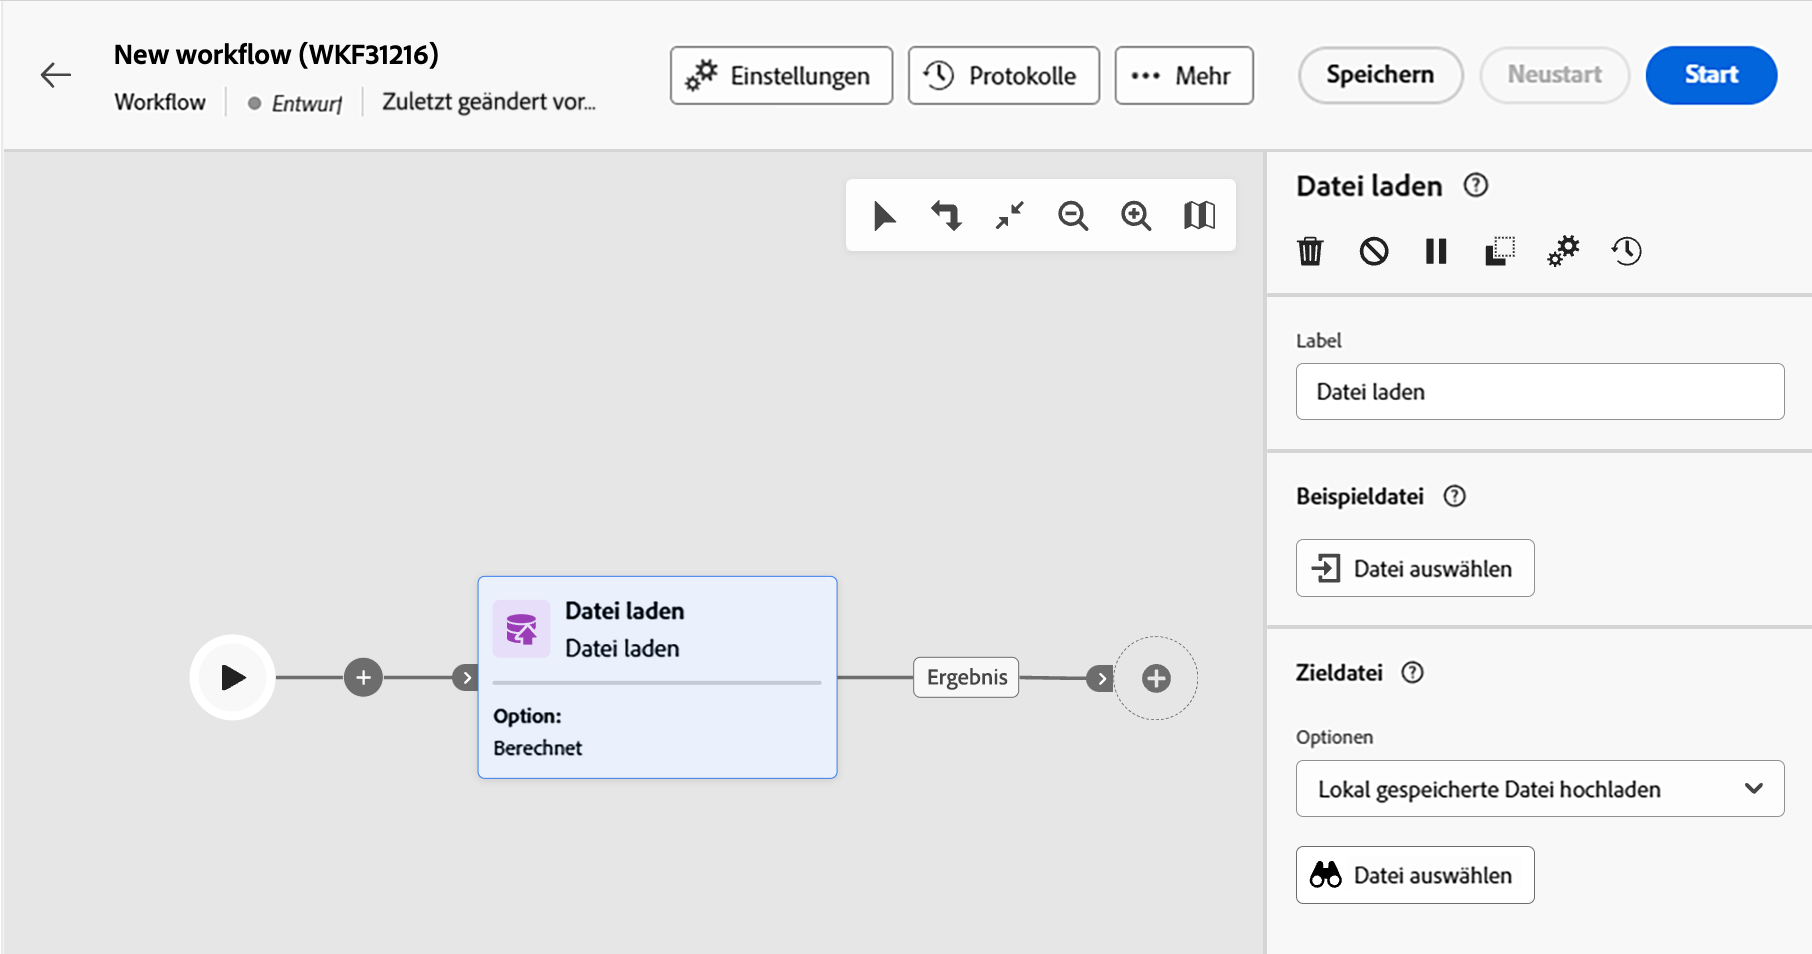 New workflow (WKF31216)
Workflow Entwurf Zuletzt geändert vor...
Einstellungen
Protokolle
Mehr
Speichern
Neustart
Start
Datei laden
Label
Datei laden
Beispieldatei
Datei auswählen
Zieldatei
Optionen
Lokal gespeicherte Datei hochladen
Datei auswählen
Datei laden
Datei laden
Option:
Berechnet
Ergebnis